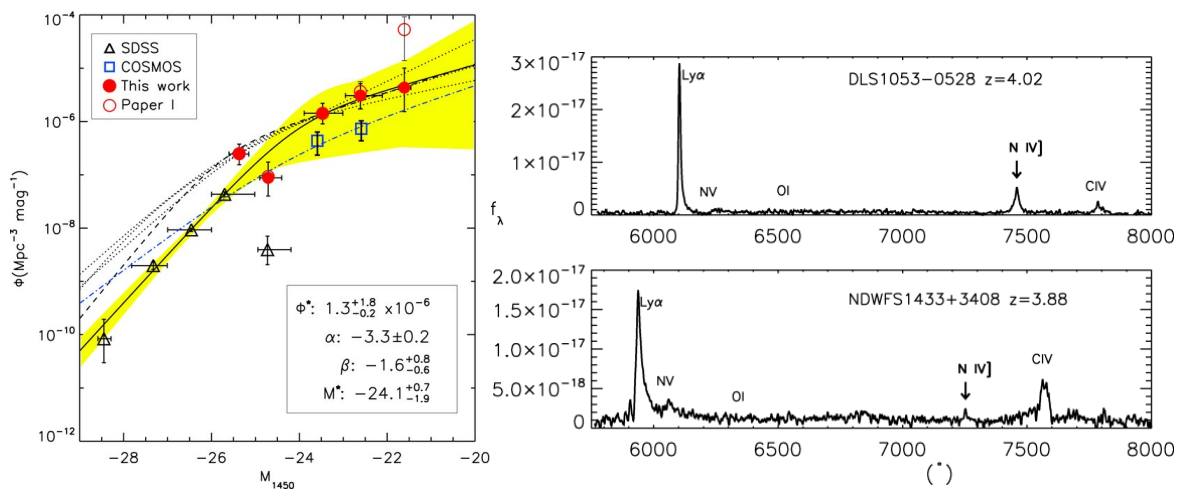 △ SDSS
□ COSMOS
● This work
○ Paper I
10⁻⁴
10⁻⁶
10⁻⁸
10⁻¹⁰
10⁻¹²
Φ(Mpc⁻³ mag⁻¹)
Φ*: 1.3 +1.8 −0.2 ×10⁻⁶
α: −3.3±0.2
β: −1.6 +0.8 −0.6
M*: −24.1 +0.7 −1.9
−28 −26 −24 −22 −20
M₁₄₅₀
3×10⁻¹⁷
2×10⁻¹⁷
1×10⁻¹⁷
0
Lyα
DLS1053−0528 z=4.02
N IV]
NV OI CIV
6000 6500 7000 7500 8000
f_λ
2.0×10⁻¹⁷
1.5×10⁻¹⁷
1.0×10⁻¹⁷
5.0×10⁻¹⁸
0
Lyα
NDWFS1433+3408 z=3.88
N IV]
NV OI CIV
6000 6500 7000 7500 8000
(°)